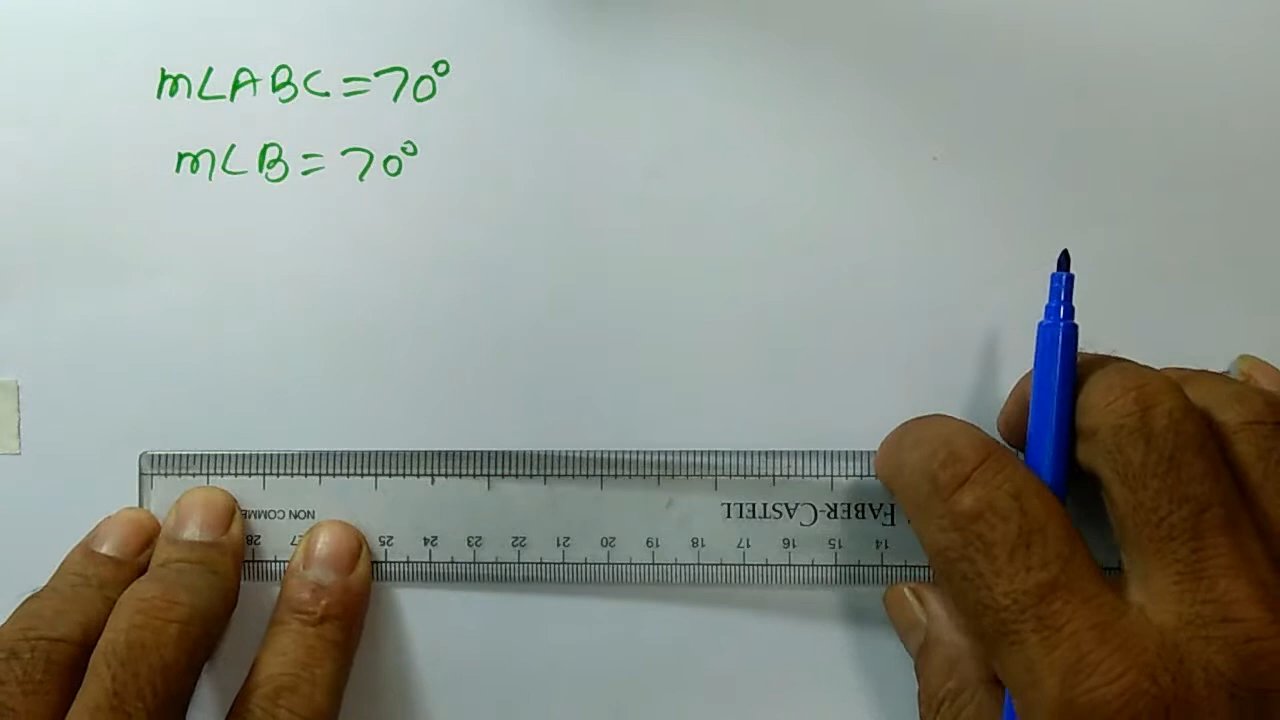 m∠ABC = 70°
m∠B = 70°
FABER-CASTELL
NON COMME
28 27 25 24 23 22 21 20 19 18 17 16 15 14